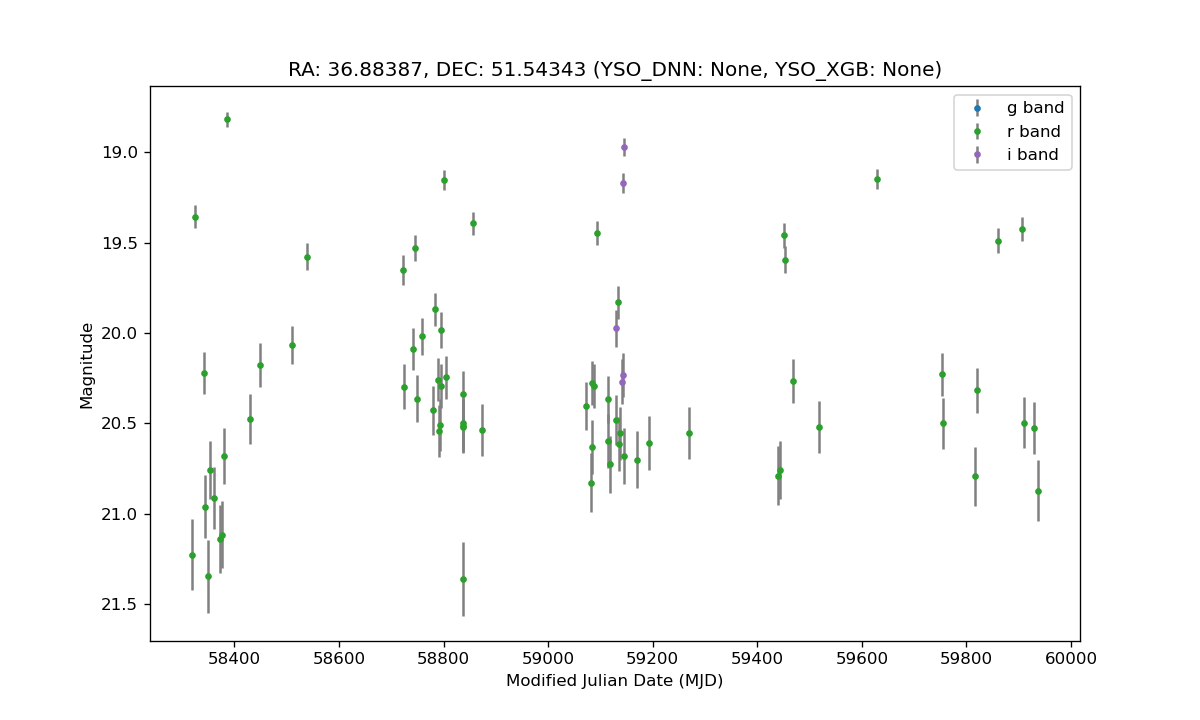 RA: 36.88387, DEC: 51.54343 (YSO_DNN: None, YSO_XGB: None)
g band
r band
i band
19.0
19.5
20.0
20.5
21.0
21.5
Magnitude
58400 58600 58800 59000 59200 59400 59600 59800 60000
Modified Julian Date (MJD)